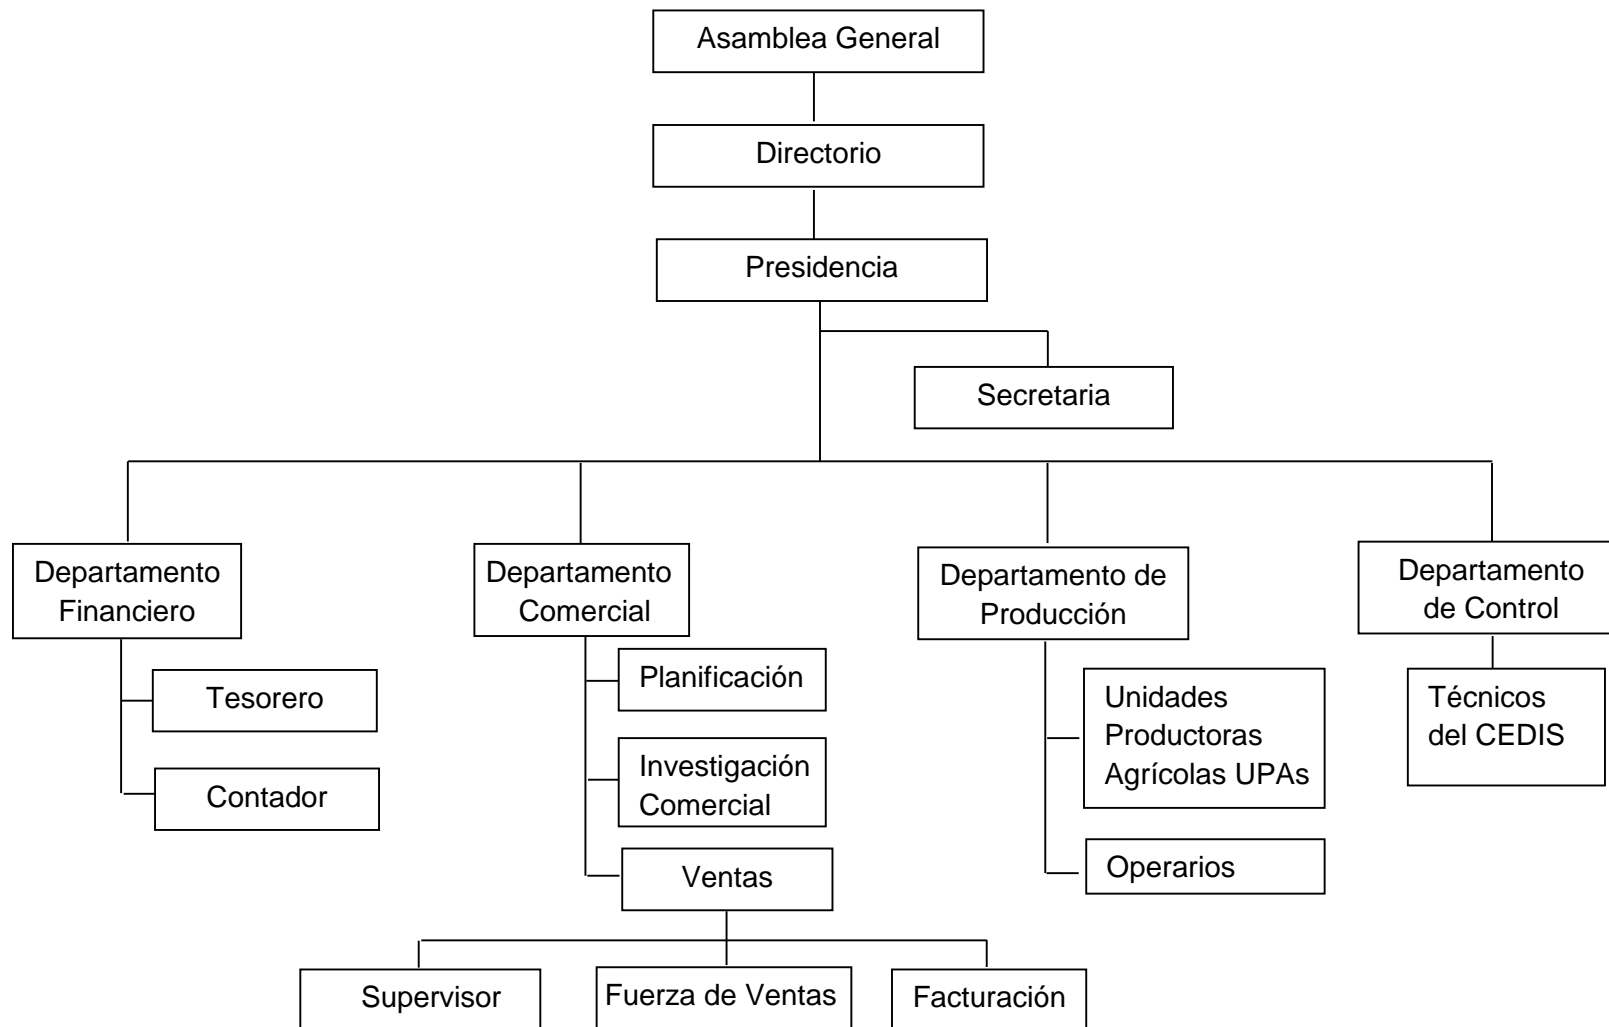 Asamblea General
Directorio
Presidencia
Secretaria
Departamento
Financiero
Tesorero
Contador
Departamento
Comercial
Planificación
Investigación
Comercial
Ventas
Supervisor
Fuerza de Ventas
Facturación
Departamento de
Producción
Unidades
Productoras
Agrícolas UPAs
Operarios
Departamento
de Control
Técnicos
del CEDIS